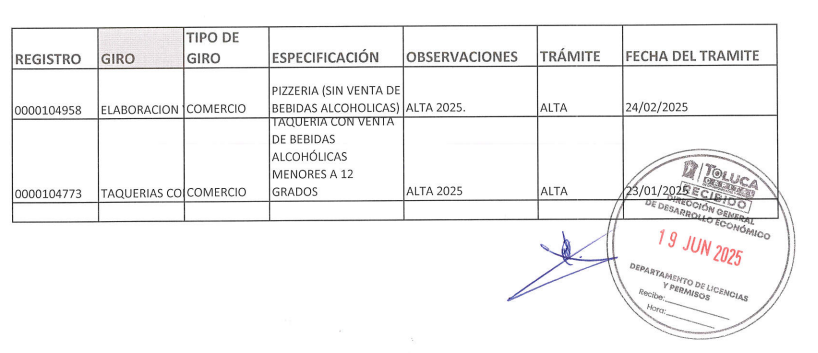 REGISTRO GIRO TIPO DE GIRO ESPECIFICACIÓN OBSERVACIONES TRÁMITE FECHA DEL TRAMITE
PIZZERIA (SIN VENTA DE
0000104958 ELABORACION COMERCIO BEBIDAS ALCOHOLICAS) ALTA 2025. ALTA 24/02/2025
TAQUERIA CON VENTA
DE BEBIDAS
ALCOHÓLICAS
MENORES A 12
0000104773 TAQUERIAS CO COMERCIO GRADOS ALTA 2025 ALTA 23/01/2025
TOLUCA
RECIBIDO
DIRECCIÓN GENERAL
DE DESARROLLO ECONÓMICO
19 JUN 2025
DEPARTAMENTO DE LICENCIAS
Y PERMISOS
Recibe:
Hora: